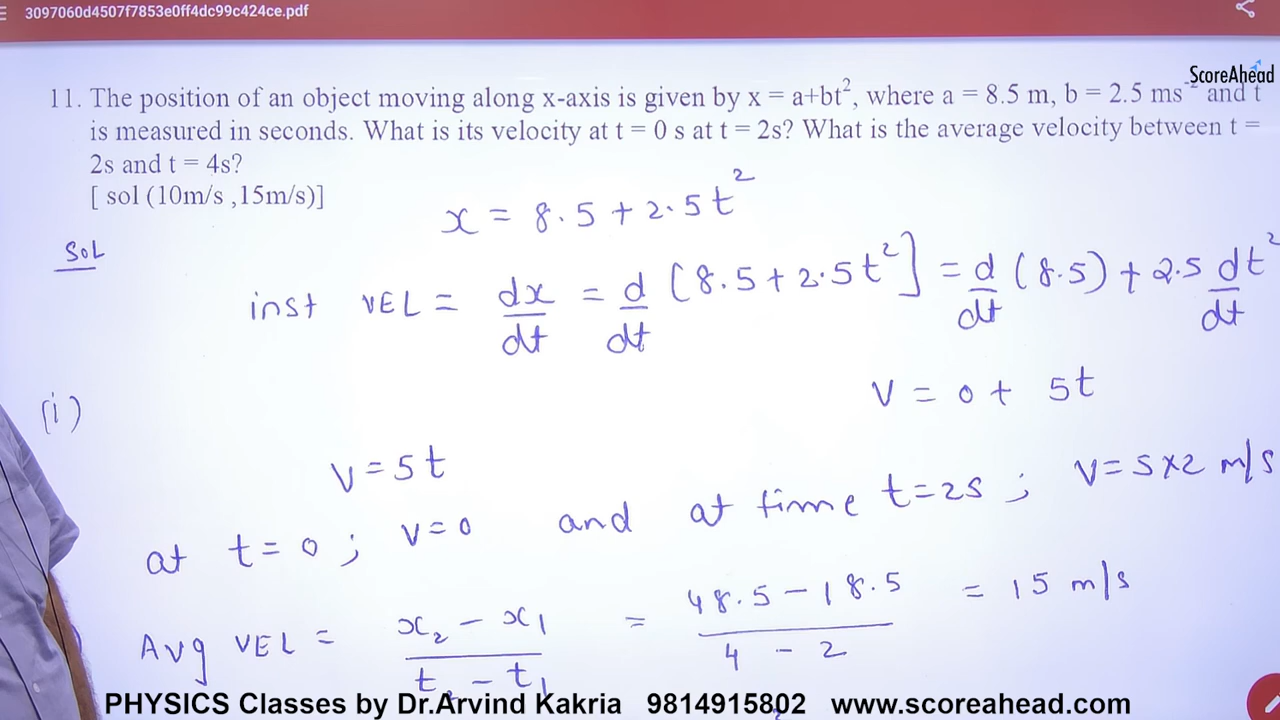 3097060d4507f7853e0ff4dc99c424ce.pdf
ScoreAhead
11. The position of an object moving along x-axis is given by x = a+bt², where a = 8.5 m, b = 2.5 ms⁻² and t
is measured in seconds. What is its velocity at t = 0 s at t = 2s? What is the average velocity between t =
2s and t = 4s?
[ sol (10m/s ,15m/s)]
x = 8.5 + 2.5t²
SOL
inst VEL = dx/dt = d/dt [8.5 + 2.5t²] = d/dt (8.5) + 2.5 dt²/dt
V = 0 + 5t
(i)
V = 5t
at t = 0 ; V = 0 and at time t = 2s ; V = 5×2 m/s
Avg VEL = x₂ - x₁ / t₂ - t₁ = 48.5 - 18.5 / 4 - 2 = 15 m/s
PHYSICS Classes by Dr.Arvind Kakria 9814915802 www.scoreahead.com